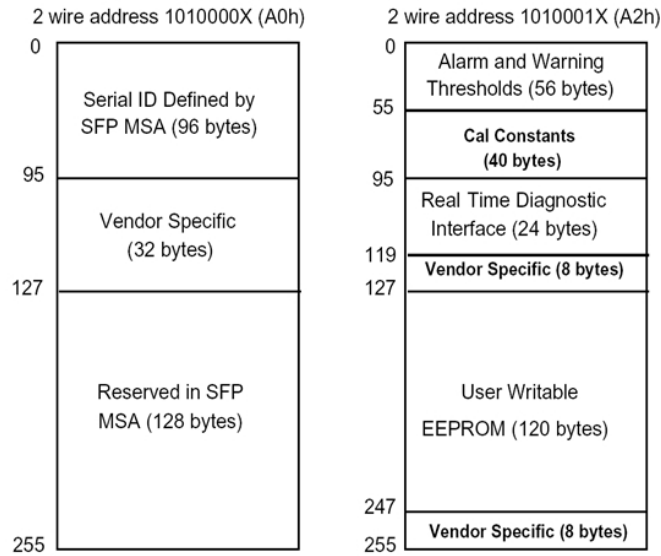 2 wire address 1010000X (A0h)
0
Serial ID Defined by
SFP MSA (96 bytes)
95
Vendor Specific
(32 bytes)
127
Reserved in SFP
MSA (128 bytes)
255
2 wire address 1010001X (A2h)
0
Alarm and Warning
Thresholds (56 bytes)
55
Cal Constants
(40 bytes)
95
Real Time Diagnostic
Interface (24 bytes)
119
Vendor Specific (8 bytes)
127
User Writable
EEPROM (120 bytes)
247
Vendor Specific (8 bytes)
255